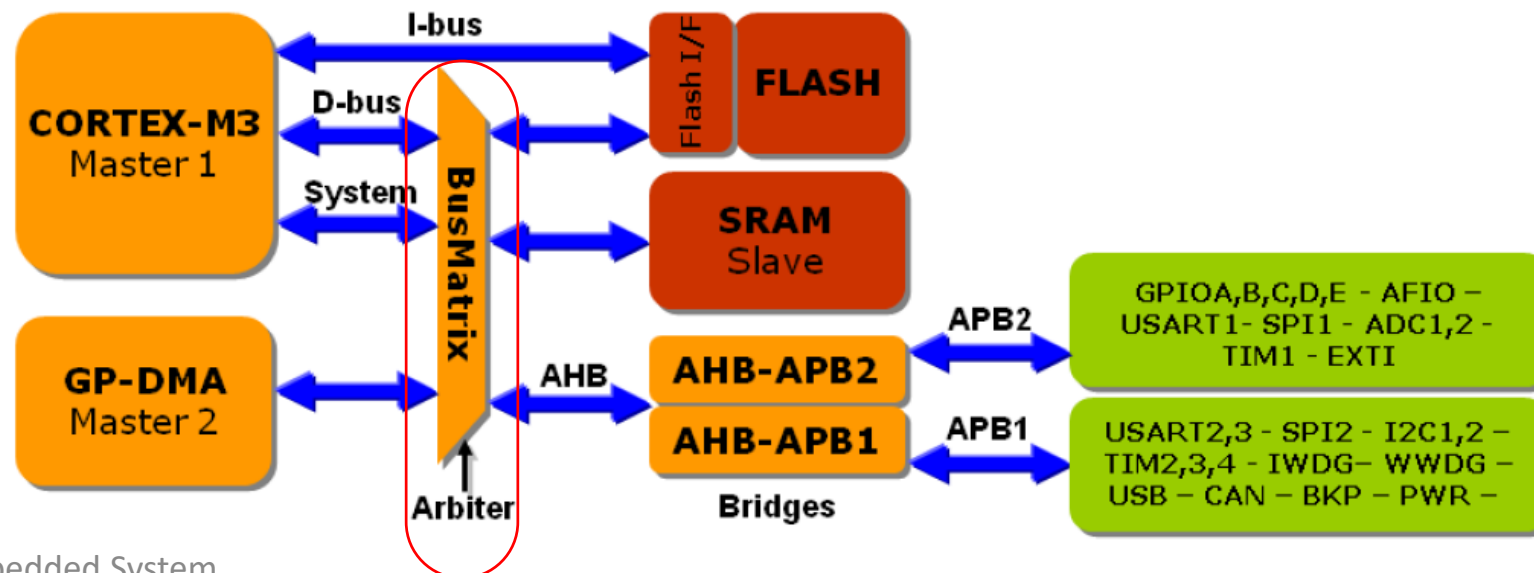 I-bus
CORTEX-M3
Master 1
D-bus
System
BusMatrix
Flash I/F
FLASH
SRAM
Slave
GP-DMA
Master 2
Arbiter
AHB
AHB-APB2
AHB-APB1
Bridges
APB2
GPIOA,B,C,D,E - AFIO –
USART1- SPI1 - ADC1,2 -
TIM1 - EXTI
APB1
USART2,3 - SPI2 - I2C1,2 –
TIM2,3,4 - IWDG– WWDG –
USB – CAN – BKP – PWR –
System